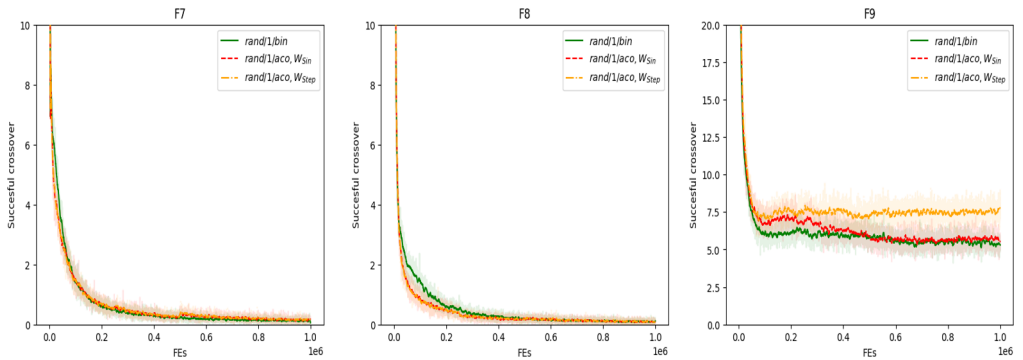 F7
Succesful crossover
10
8
6
4
2
0
0.0 0.2 0.4 0.6 0.8 1.0
1e6
FEs
rand/1/bin
rand/1/aco, W_Sin
rand/1/aco, W_Step
F8
Succesful crossover
10
8
6
4
2
0
0.0 0.2 0.4 0.6 0.8 1.0
1e6
FEs
rand/1/bin
rand/1/aco, W_Sin
rand/1/aco, W_Step
F9
Succesful crossover
20.0
17.5
15.0
12.5
10.0
7.5
5.0
2.5
0.0
0.0 0.2 0.4 0.6 0.8 1.0
1e6
FEs
rand/1/bin
rand/1/aco, W_Sin
rand/1/aco, W_Step